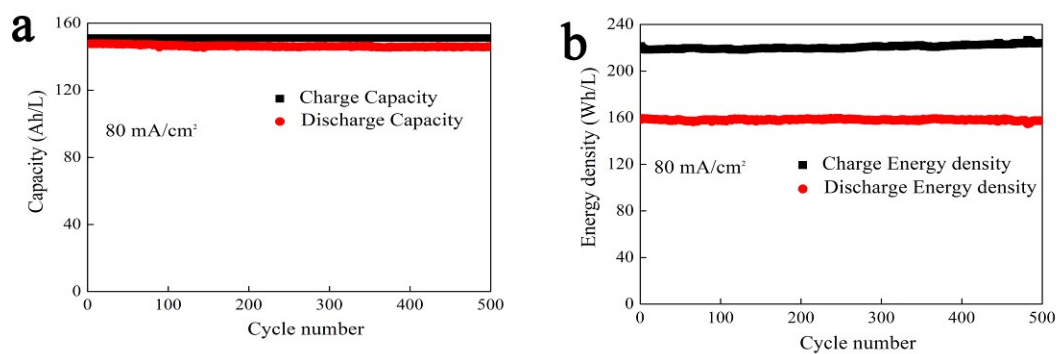 a
160
120
80
40
0
Capacity (Ah/L)
Charge Capacity
Discharge Capacity
80 mA/cm²
0 100 200 300 400 500
Cycle number
b
240
200
160
120
80
40
0
Energy density (Wh/L)
80 mA/cm²
Charge Energy density
Discharge Energy density
0 100 200 300 400 500
Cycle number